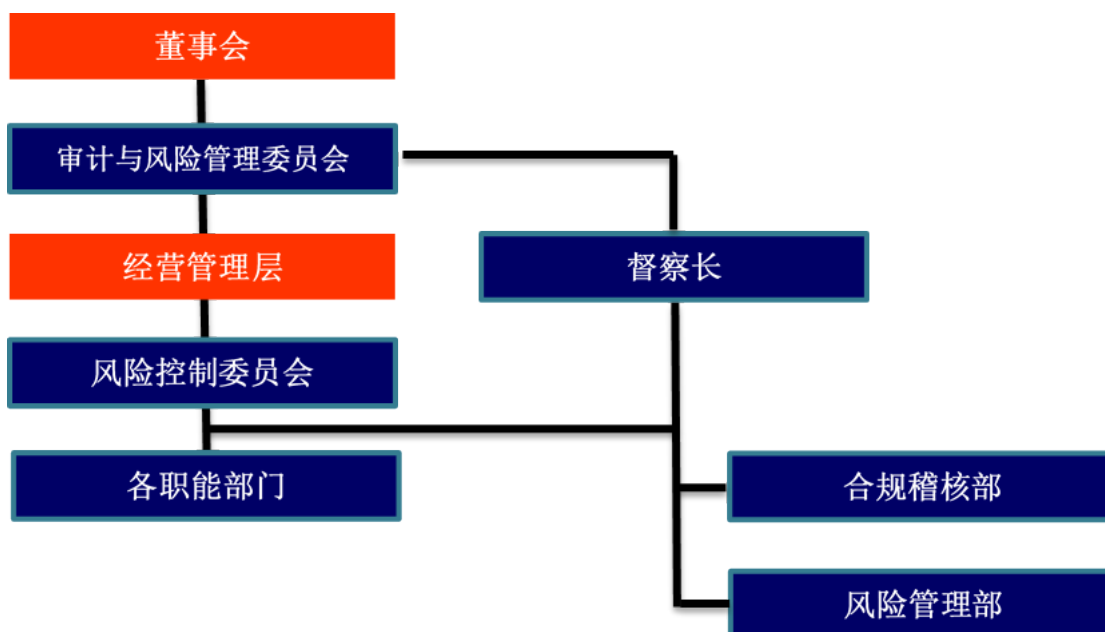 董事会
审计与风险管理委员会
经营管理层
督察长
风险控制委员会
各职能部门
合规稽核部
风险管理部